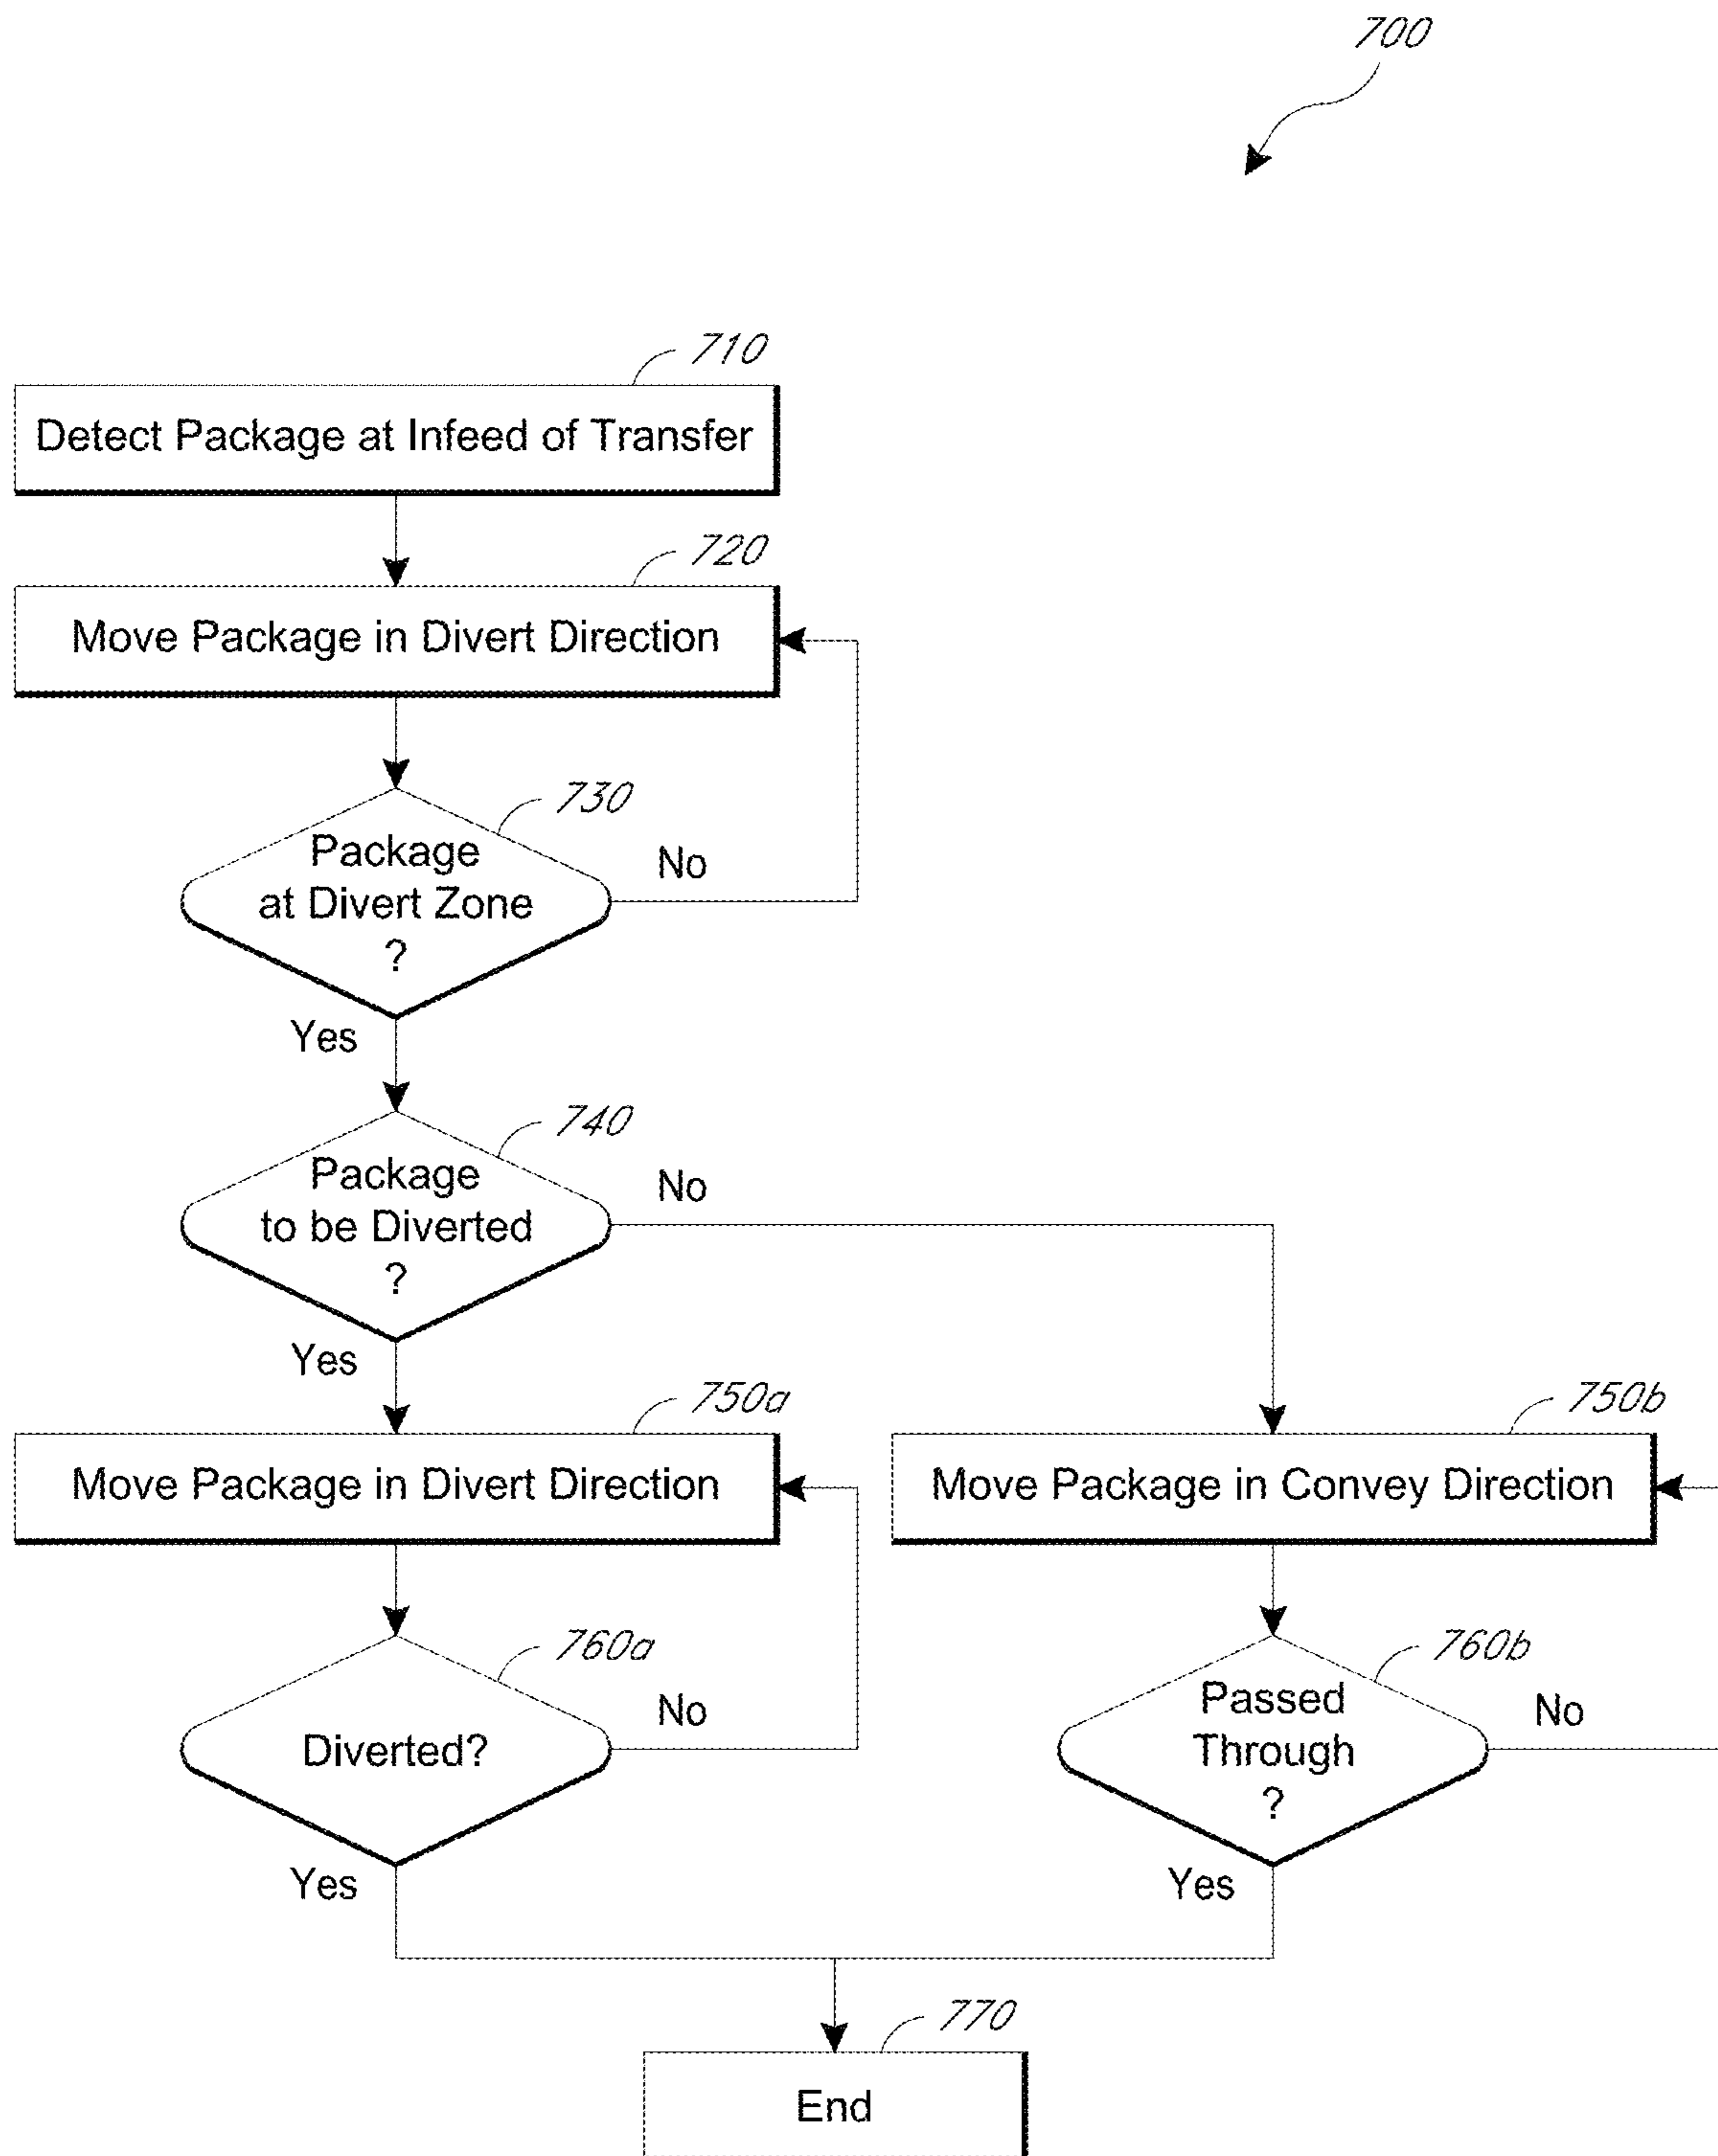 700
710
Detect Package at Infeed of Transfer
720
Move Package in Divert Direction
730
Package
at Divert Zone
?
No
Yes
740
Package
to be Diverted
?
No
Yes
750a
Move Package in Divert Direction
750b
Move Package in Convey Direction
760a
Diverted?
No
Yes
760b
Passed
Through
?
No
Yes
770
End